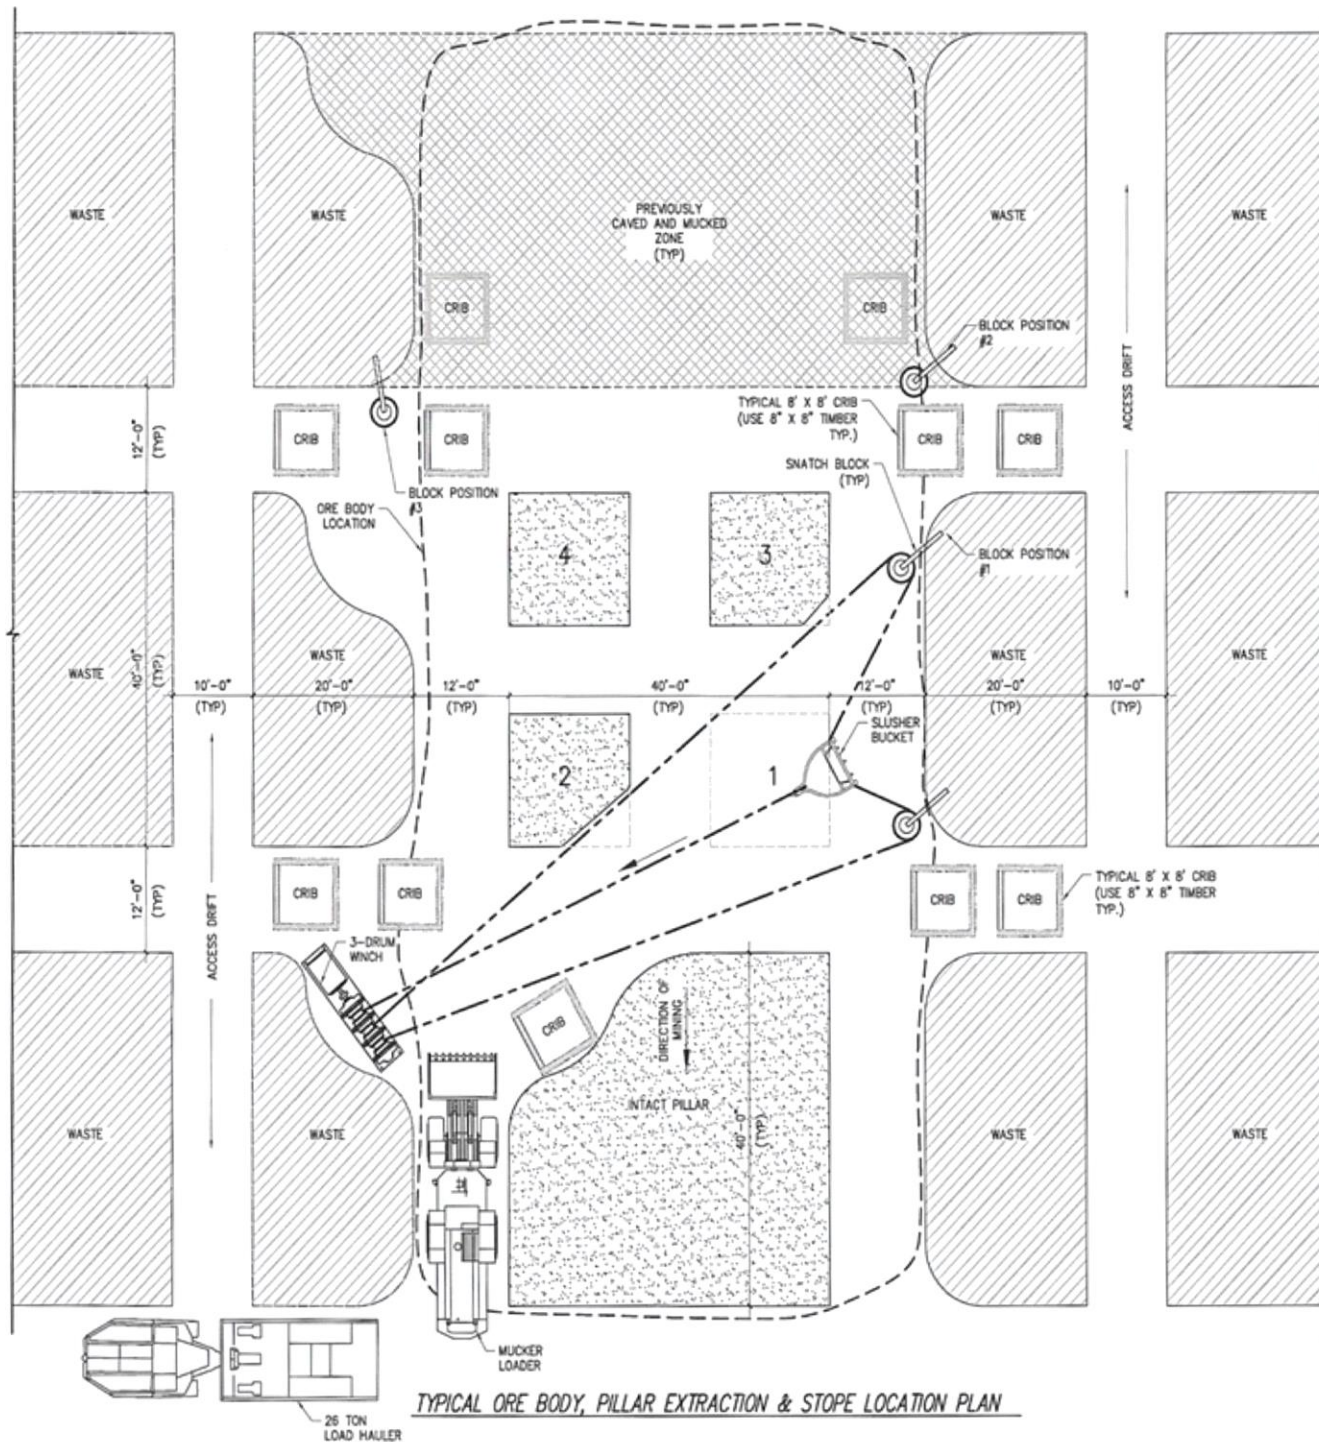 WASTE
WASTE
PREVIOUSLY
CAVED AND MUCKED
ZONE
(TYP)
WASTE
WASTE
CRIB
CRIB
BLOCK POSITION
#2
ACCESS DRIFT
12'-0"
(TYP)
CRIB
CRIB
TYPICAL 8' X 8' CRIB
(USE 8" X 8" TIMBER
TYP.)
CRIB
CRIB
SNATCH BLOCK
(TYP)
BLOCK POSITION
#3
ORE BODY
LOCATION
4
3
BLOCK POSITION
#1
WASTE
40'-0"
(TYP)
WASTE
WASTE
WASTE
10'-0"
(TYP)
20'-0"
(TYP)
12'-0"
(TYP)
40'-0"
(TYP)
12'-0"
(TYP)
20'-0"
(TYP)
10'-0"
(TYP)
SLUSHER
BUCKET
2
1
12'-0"
(TYP)
ACCESS DRIFT
CRIB
CRIB
CRIB
CRIB
TYPICAL 8' X 8' CRIB
(USE 8" X 8" TIMBER
TYP.)
3-DRUM
WINCH
CRIB
DIRECTION OF
MINING
INTACT PILLAR
40'-0"
(TYP)
WASTE
WASTE
WASTE
WASTE
MUCKER
LOADER
26 TON
LOAD HAULER
TYPICAL ORE BODY, PILLAR EXTRACTION & STOPE LOCATION PLAN